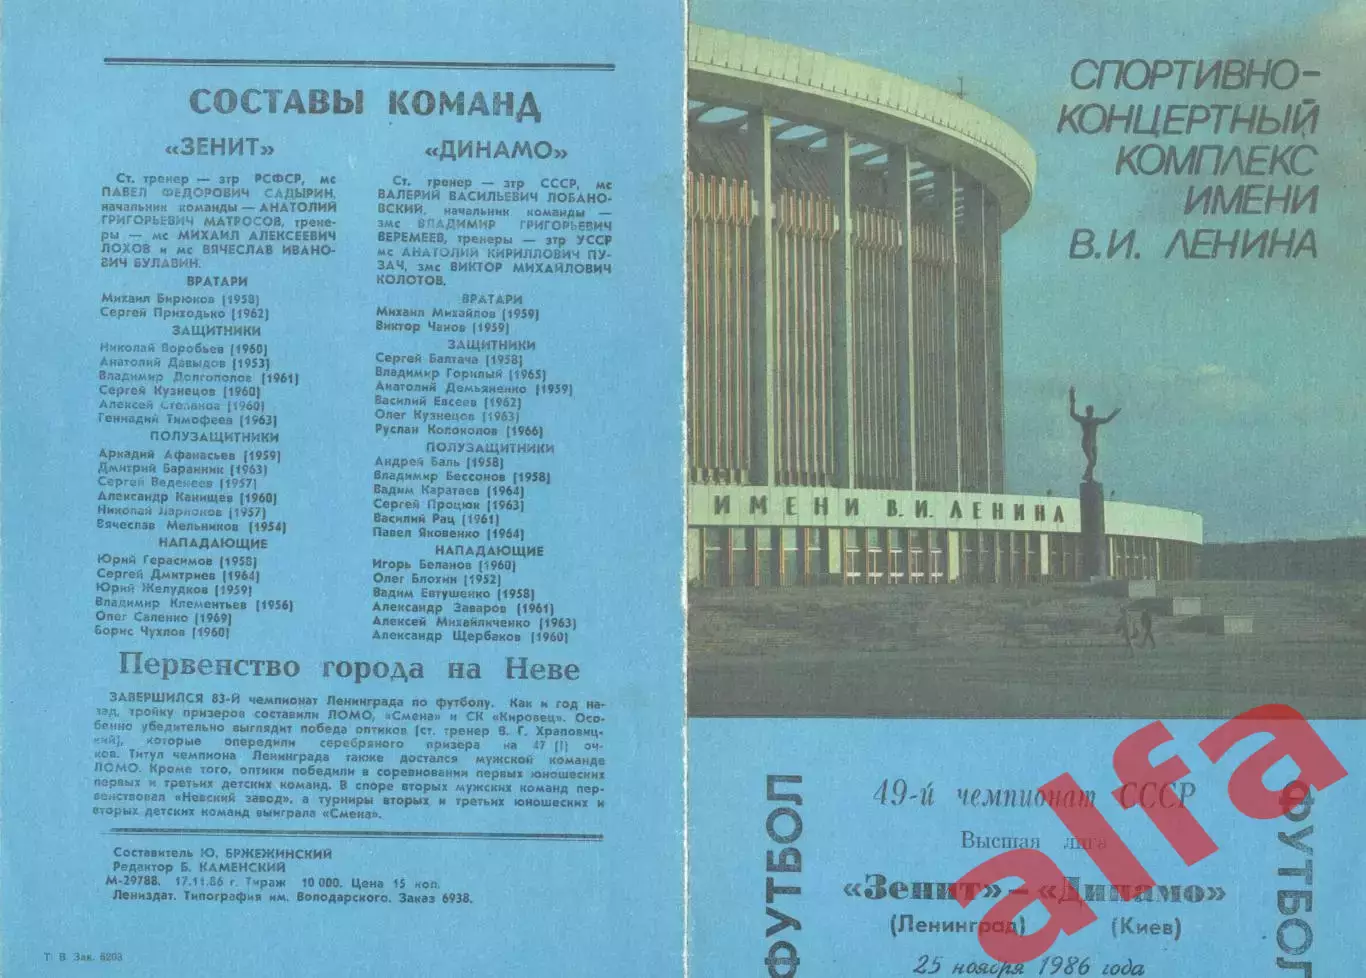 СОСТАВЫ КОМАНД
«ЗЕНИТ»
Ст. тренер — зтр РСФСР, мс
ПАВЕЛ ФЕДОРОВИЧ САДЫРИН,
начальник команды — АНАТОЛИЙ
ГРИГОРЬЕВИЧ МАТРОСОВ, трене-
ры — мс МИХАИЛ АЛЕКСЕЕВИЧ
ЛОХОВ и мс ВЯЧЕСЛАВ ИВАНО-
ВИЧ БУЛАВИН.
ВРАТАРИ
Михаил Бирюков (1958)
Сергей Приходько (1962)
ЗАЩИТНИКИ
Николай Воробьев (1960)
Анатолий Давыдов (1953)
Владимир Долгополов (1961)
Сергей Кузнецов (1960)
Алексей Степанов (1960)
Геннадий Тимофеев (1963)
ПОЛУЗАЩИТНИКИ
Аркадий Афанасьев (1959)
Дмитрий Баранник (1963)
Сергей Веденеев (1957)
Александр Канищев (1960)
Николай Ларионов (1957)
Вячеслав Мельников (1954)
НАПАДАЮЩИЕ
Юрий Герасимов (1958)
Сергей Дмитриев (1964)
Юрий Желудков (1959)
Владимир Клементьев (1956)
Олег Саленко (1969)
Борис Чухлов (1960)
«ДИНАМО»
Ст. тренер — зтр СССР, мс
ВАЛЕРИЙ ВАСИЛЬЕВИЧ ЛОБАНО-
ВСКИЙ, начальник команды —
змс ВЛАДИМИР ГРИГОРЬЕВИЧ
ВЕРЕМЕЕВ, тренеры — зтр УССР
мс АНАТОЛИЙ КИРИЛЛОВИЧ ПУ-
ЗАЧ, змс ВИКТОР МИХАЙЛОВИЧ
КОЛОТОВ.
ВРАТАРИ
Михаил Михайлов (1959)
Виктор Чанов (1959)
ЗАЩИТНИКИ
Сергей Балтача (1958)
Владимир Горилый (1965)
Анатолий Демьяненко (1959)
Василий Евсеев (1962)
Олег Кузнецов (1963)
Руслан Колоколов (1966)
ПОЛУЗАЩИТНИКИ
Андрей Баль (1958)
Владимир Бессонов (1958)
Вадим Каратаев (1964)
Сергей Процюк (1963)
Василий Рац (1961)
Павел Яковенко (1964)
НАПАДАЮЩИЕ
Игорь Беланов (1960)
Олег Блохин (1952)
Вадим Евтушенко (1958)
Александр Заваров (1961)
Алексей Михайличенко (1963)
Александр Щербаков (1960)
Первенство города на Неве
ЗАВЕРШИЛСЯ 83-Й чемпионат Ленинграда по футболу. Как и год на-
зад, тройку призеров составили ЛОМО, «Смена» и СК «Кировец». Осо-
бенно убедительно выглядит победа оптиков (ст. тренер В. Г. Храповиц-
кий), которые опередили серебряного призера на 47 (!) оч-
ков. Титул чемпиона Ленинграда также достался мужской команде
ЛОМО. Кроме того, оптики победили в соревновании первых юношеских
первых и третьих детских команд. В споре вторых мужских команд пер-
венствовал «Невский завод», а турниры вторых и третьих юношеских и
вторых детских команд выиграла «Смена».
Составитель Ю. БРЖЕЖИНСКИЙ
Редактор Б. КАМЕНСКИЙ
М-29788. 17.11.86 г. Тираж 10 000. Цена 15 коп.
Лениздат. Типография им. Володарского. Заказ 6938.
Т. В. Зак. 6203
СПОРТИВНО-
КОНЦЕРТНЫЙ
КОМПЛЕКС
ИМЕНИ
В.И. ЛЕНИНА
ИМЕНИ В.И. ЛЕНИНА
ФУТБОЛ
49-й чемпионат СССР
Высшая лига
«Зенит» – «Динамо»
(Ленинград) (Киев)
25 ноября 1986 года
ФУТБОЛ
alfa